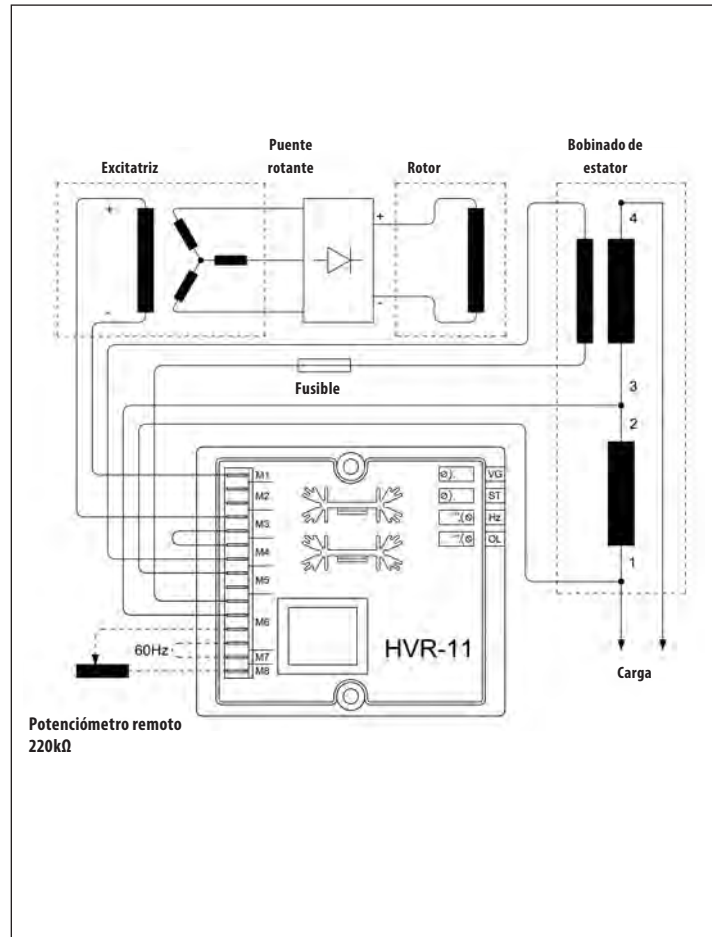 Puente
rotante
Excitatriz
Rotor
Bobinado de
estator
+
-
+
-
4
3
2
1
Fusible
M1
M2
M3
M4
M5
M6
M7
M8
VG
ST
Hz
OL
60Hz
HVR-11
Carga
Potenciómetro remoto
220kΩ